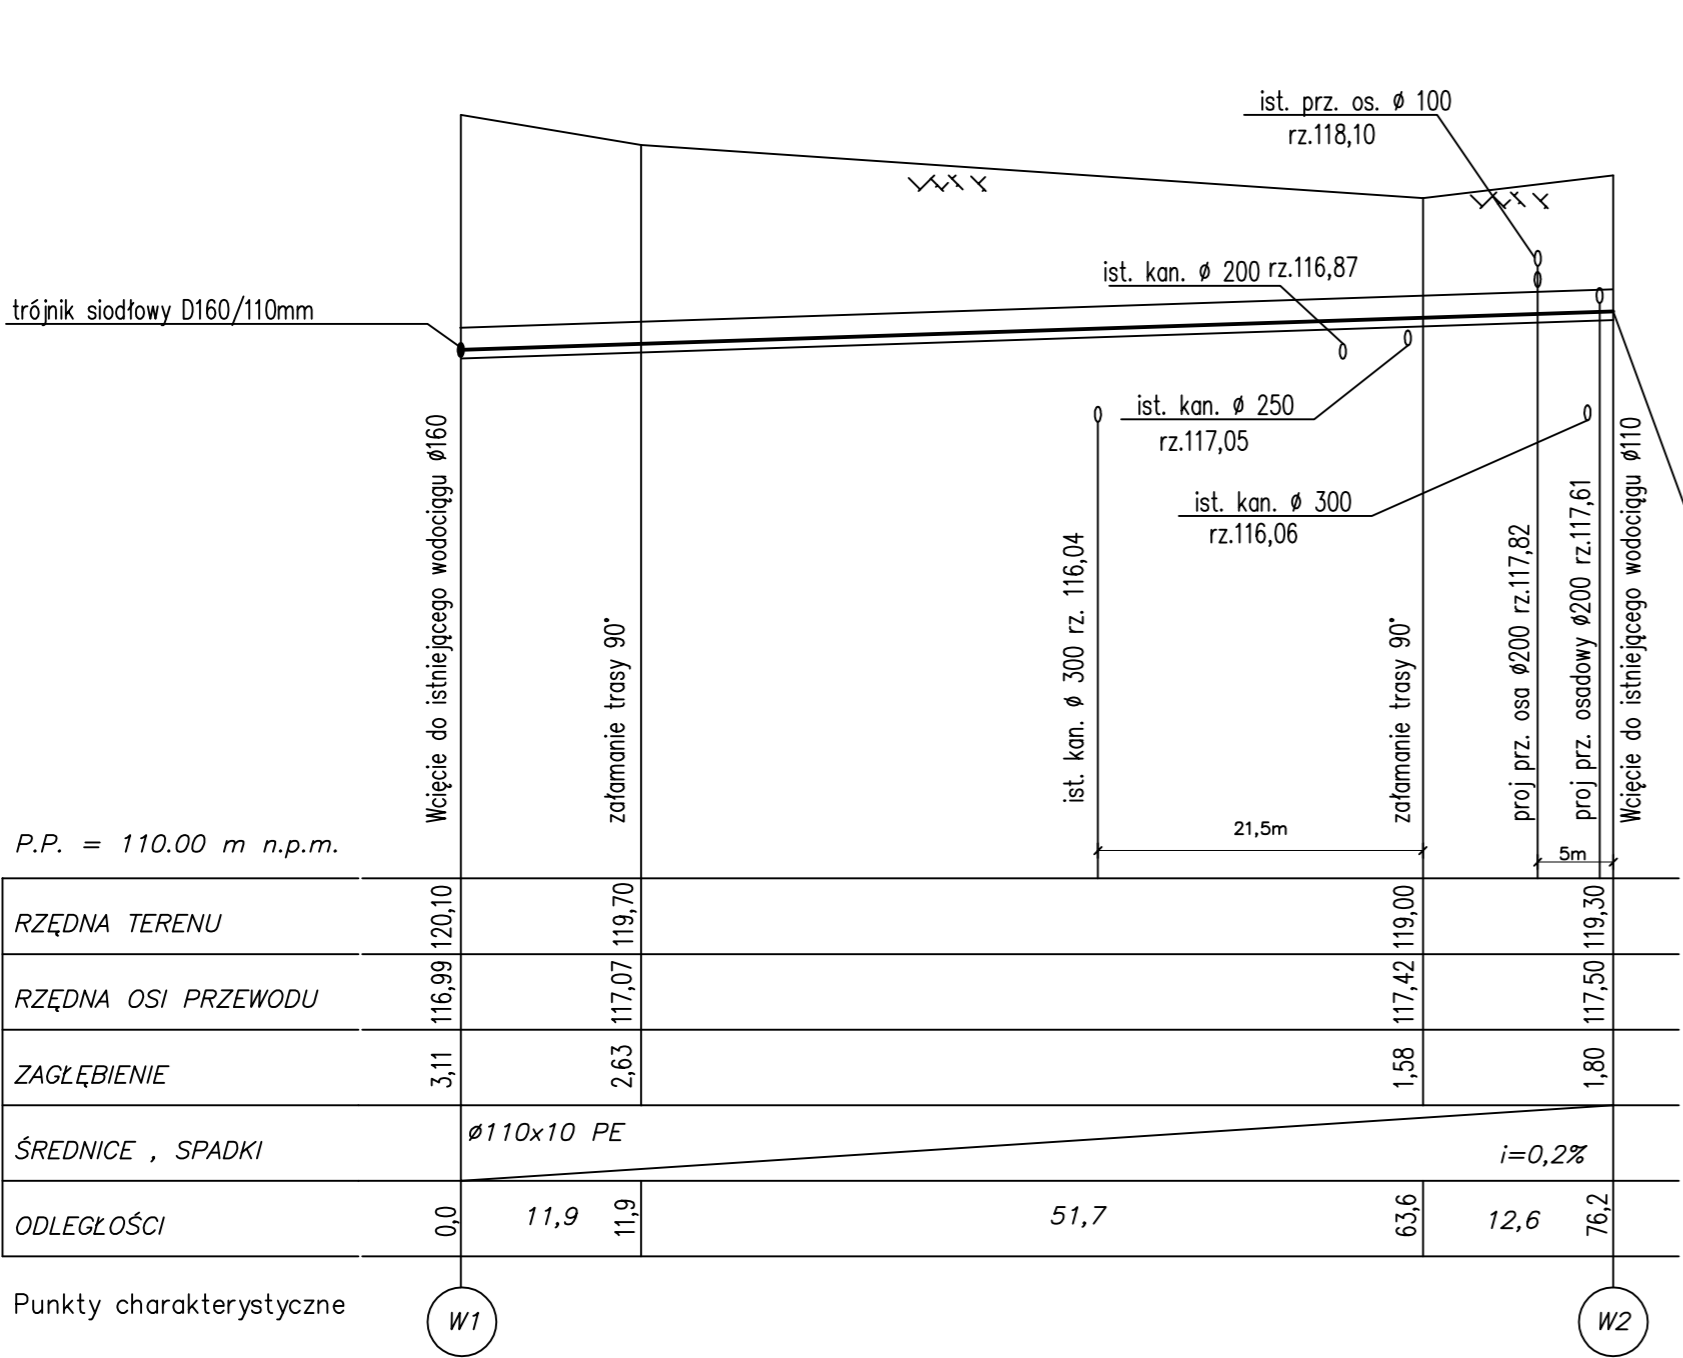 ist. prz. os. ø 100
rz.118,10
ist. kan. ø 200 rz.116,87
trójnik siodłowy D160/110mm
ist. kan. ø 250
rz.117,05
ist. kan. ø 300
rz.116,06
Wcięcie do istniejącego wodociągu ø160
załamanie trasy 90°
ist. kan. ø 300 rz. 116,04
załamanie trasy 90°
proj prz. osa ø200 rz.117,82
proj prz. osadowy ø200 rz.117,61
Wcięcie do istniejącego wodociągu ø110
21,5m
5m
P.P. = 110.00 m n.p.m.
RZĘDNA TERENU 120,10 119,70 119,00 119,30
RZĘDNA OSI PRZEWODU 116,99 117,07 117,42 117,50
ZAGŁĘBIENIE 3,11 2,63 1,58 1,80
ŚREDNICE , SPADKI ø110x10 PE i=0,2%
ODLEGŁOŚCI 0,0 11,9 11,9 51,7 63,6 12,6 76,2
Punkty charakterystyczne W1 W2